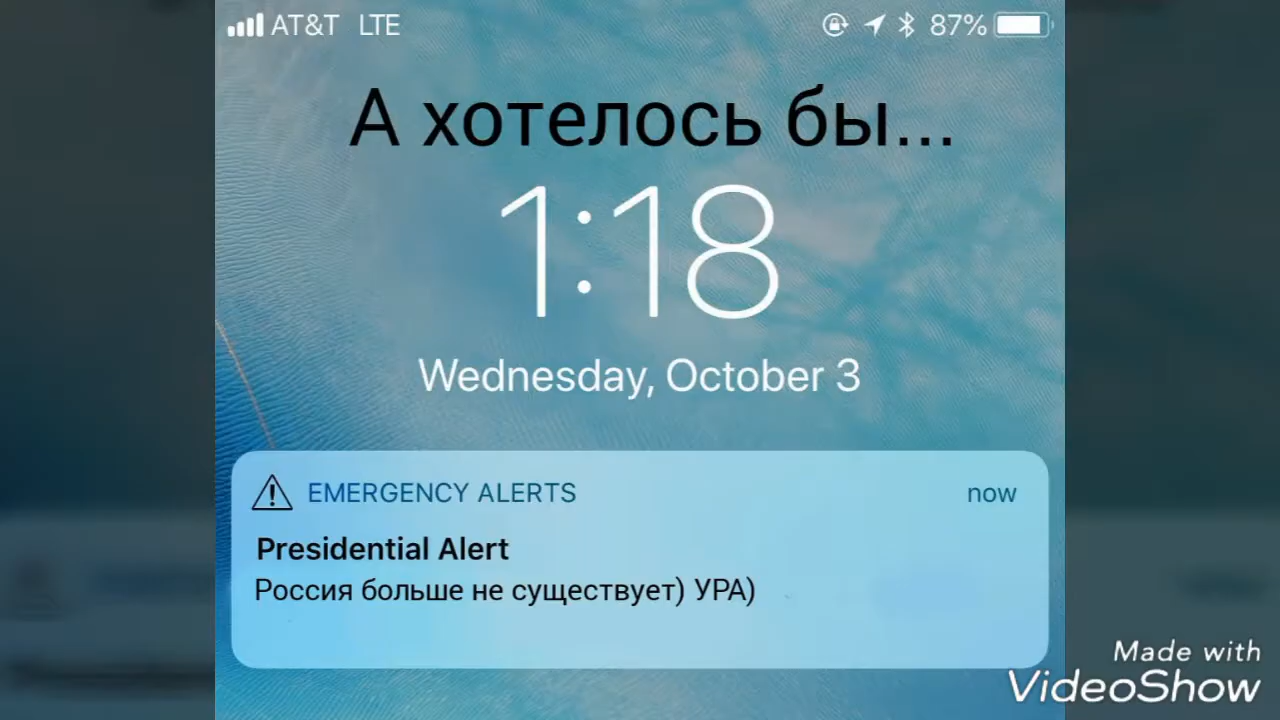 AT&T LTE 87%
А хотелось бы...
1:18
Wednesday, October 3
EMERGENCY ALERTS now
Presidential Alert
Россия больше не существует) УРА)
Made with
VideoShow